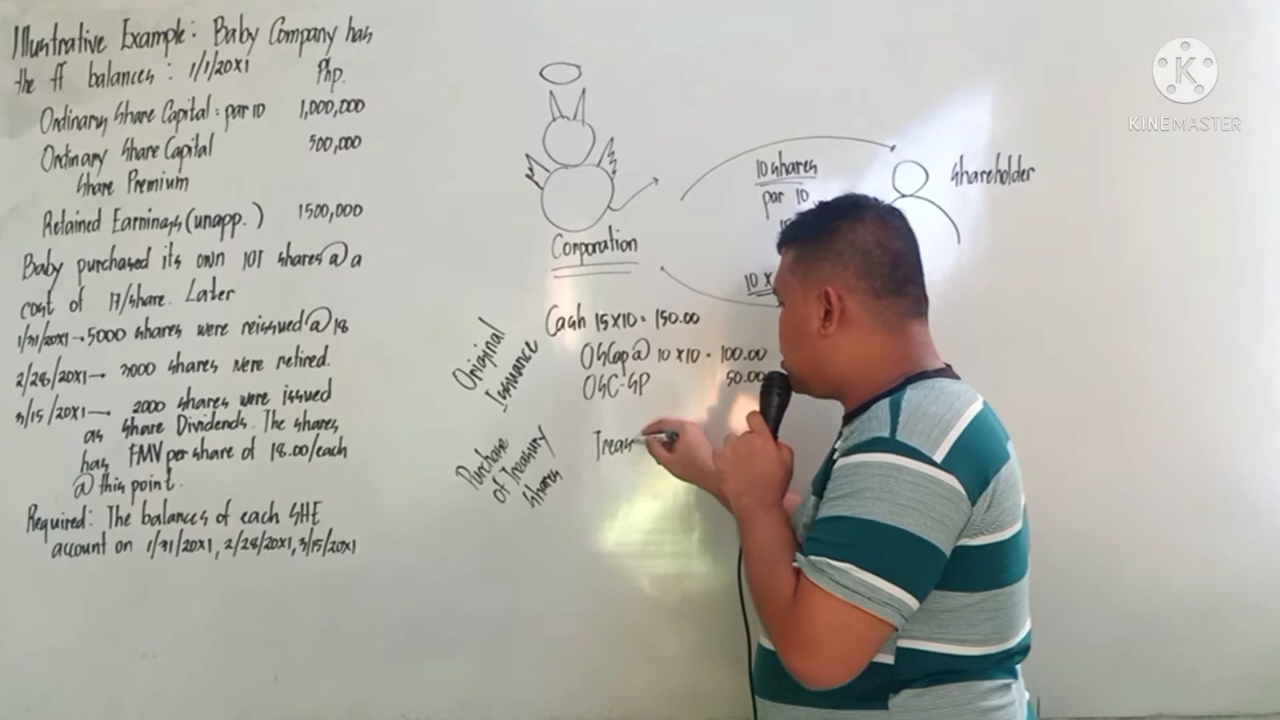 Illustrative Example: Baby Company has
the ff balances: 1/1/20x1 Php.
Ordinary Share Capital: par 10 1,000,000
Ordinary Share Capital 500,000
Share Premium
Retained Earnings (unapp.) 1500,000
Baby purchased its own 10T shares @ a
cost of 17/share. Later
1/31/20x1→5000 shares were reissued @ 18
2/28/20x1→ 3000 shares were retired.
3/15/20x1→ 2000 shares were issued
as Share Dividends. The shares
has FMV per share of 18.00/each
@ this point.
Required: The balances of each SHE
account on 1/31/20x1, 2/28/20x1, 3/15/20x1
Corporation
10 shares
par 10
15
shareholder
10 x
Original
Issuance
Cash 15x10 = 150.00
OSCap@ 10x10 = 100.00
OSC-SP 50.00
Purchase
of Treasury
Shares
Treas
K
KINEMASTER